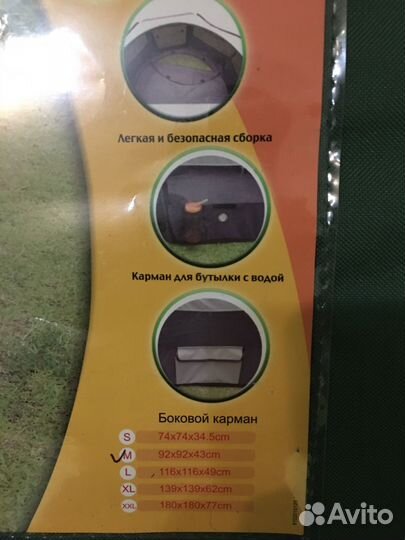 Легкая и безопасная сборка
Карман для бутылки с водой
Боковой карман
S 74x74x34.5cm
M 92x92x43cm
L 116x116x49cm
XL 139x139x62cm
XXL 180x180x77cm
Avito